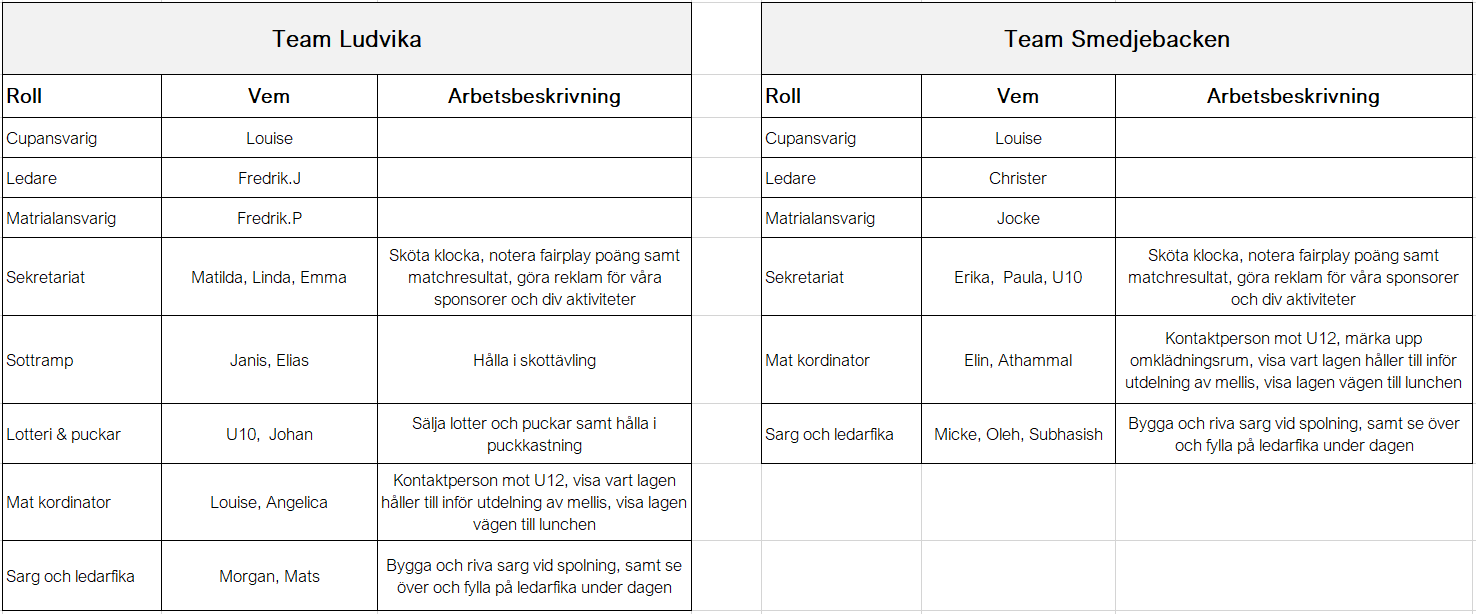 Team Ludvika
Roll Vem Arbetsbeskrivning
Cupansvarig Louise
Ledare Fredrik.J
Matrialansvarig Fredrik.P
Sekretariat Matilda, Linda, Emma
Sköta klocka, notera fairplay poäng samt
matchresultat, göra reklam för våra
sponsorer och div aktiviteter
Sottramp Janis, Elias Hålla i skottävling
Lotteri & puckar U10, Johan
Sälja lotter och puckar samt hålla i
puckkastning
Mat kordinator Louise, Angelica
Kontaktperson mot U12, visa vart lagen
håller till inför utdelning av mellis, visa lagen
vägen till lunchen
Sarg och ledarfika Morgan, Mats
Bygga och riva sarg vid spolning, samt se
över och fylla på ledarfika under dagen
Team Smedjebacken
Roll Vem Arbetsbeskrivning
Cupansvarig Louise
Ledare Christer
Matrialansvarig Jocke
Sekretariat Erika, Paula, U10
Sköta klocka, notera fairplay poäng samt
matchresultat, göra reklam för våra sponsorer
och div aktiviteter
Mat kordinator Elin, Athammal
Kontaktperson mot U12, märka upp
omklädningsrum, visa vart lagen håller till inför
utdelning av mellis, visa lagen vägen till lunchen
Sarg och ledarfika Micke, Oleh, Subhasish
Bygga och riva sarg vid spolning, samt se över
och fylla på ledarfika under dagen